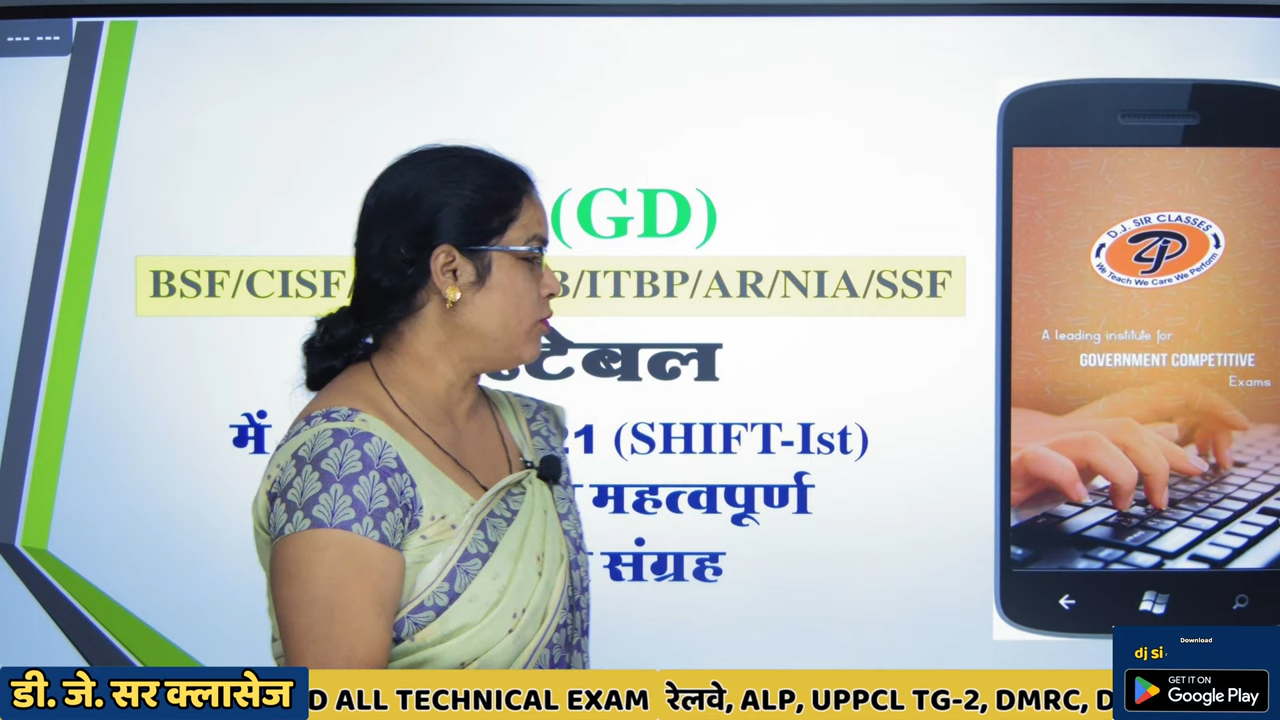 (GD)
BSF/CISF/ B/ITBP/AR/NIA/SSF
स्टेबल
में 21 (SHIFT-Ist)
महत्वपूर्ण
संग्रह
D.J. SIR CLASSES
We Teach We Care We Perform
A leading institute for
GOVERNMENT COMPETITIVE
Exams
Download
dj si
GET IT ON
Google Play
डी. जे. सर क्लासेज
D ALL TECHNICAL EXAM रेलवे, ALP, UPPCL TG-2, DMRC, D